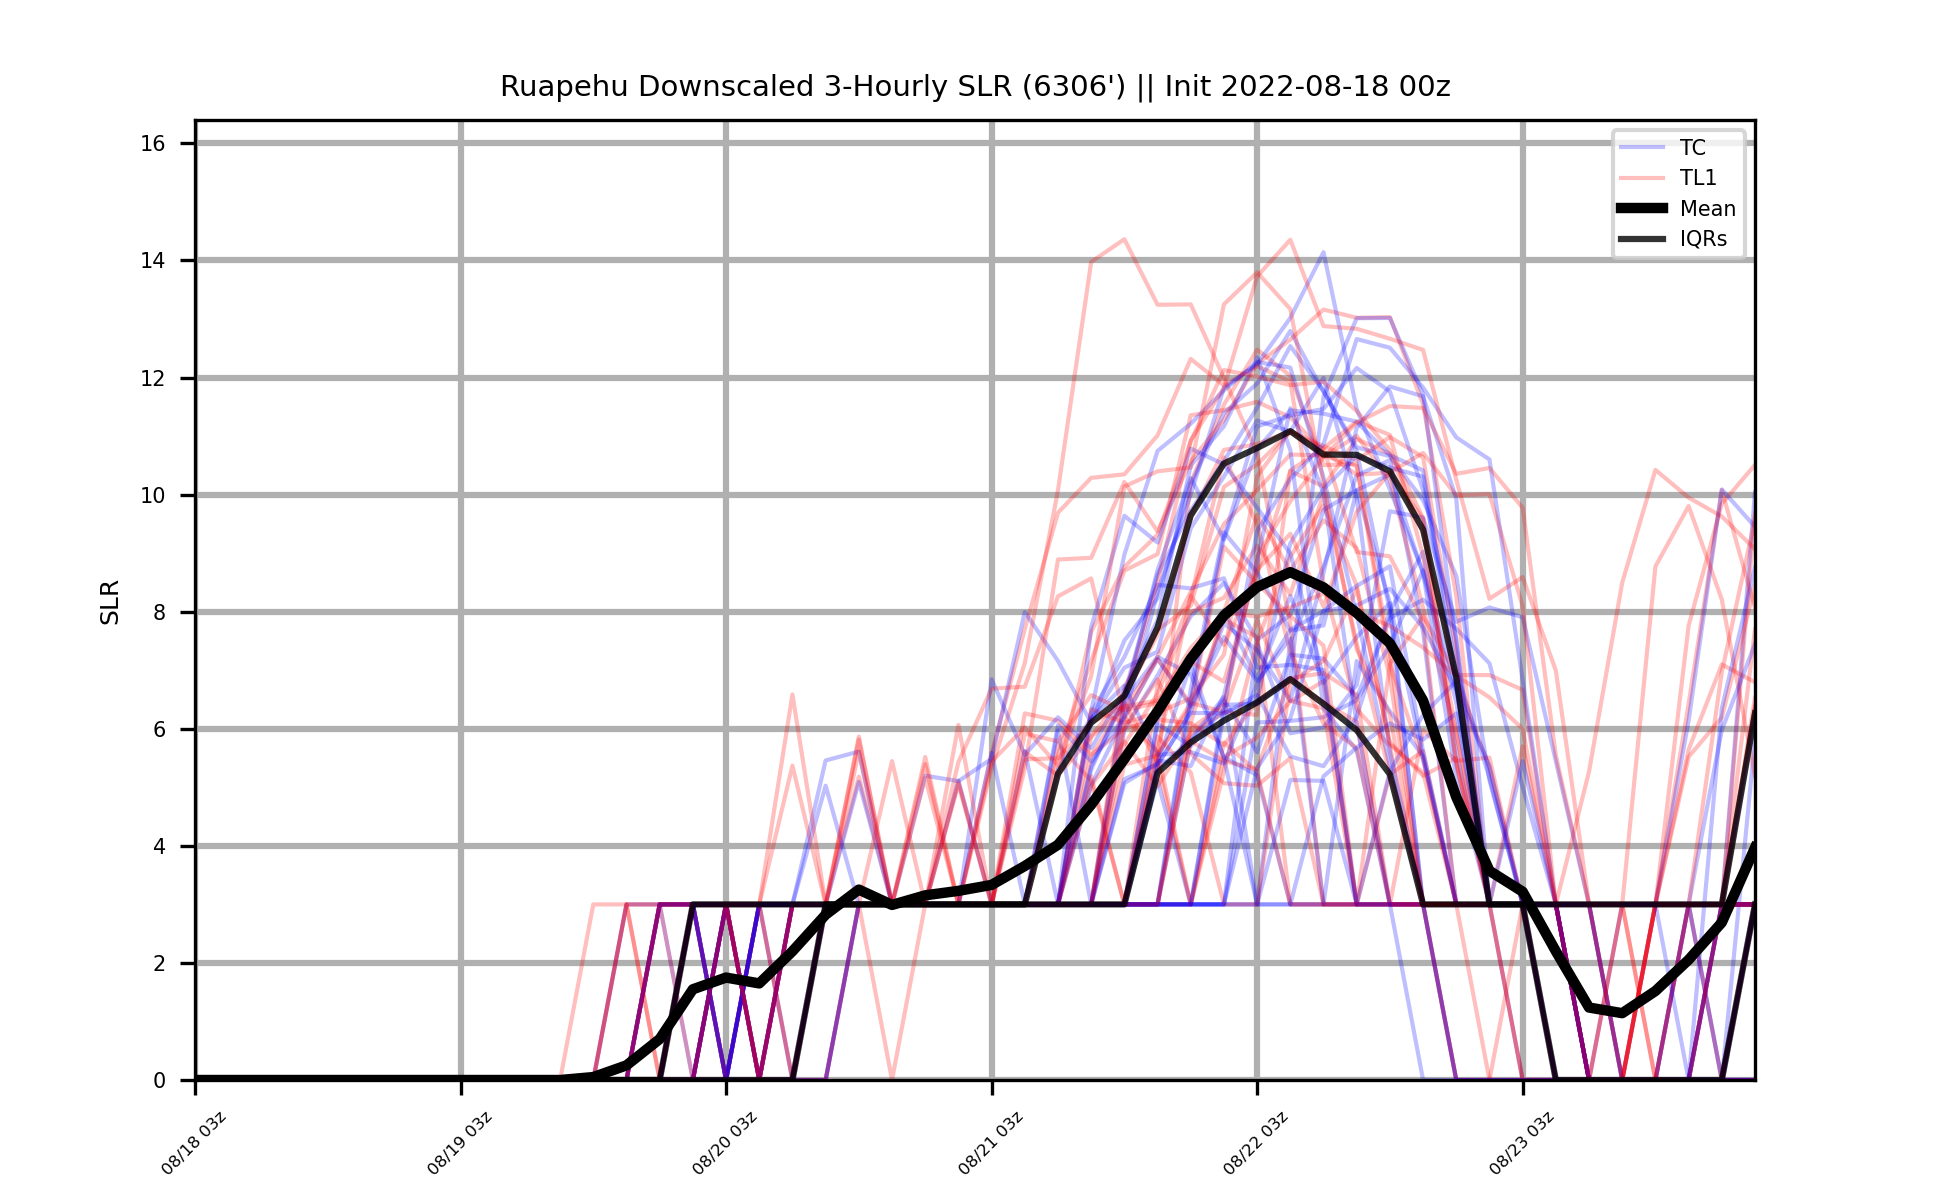 Ruapehu Downscaled 3-Hourly SLR (6306') || Init 2022-08-18 00z
TC
TL1
Mean
IQRs
SLR
16
14
12
10
8
6
4
2
0
08/18 03z
08/19 03z
08/20 03z
08/21 03z
08/22 03z
08/23 03z